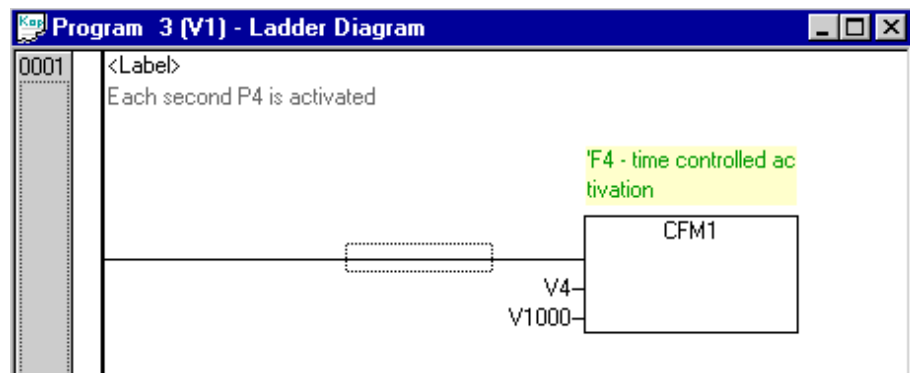 Kop Program 3 (V1) - Ladder Diagram
0001 <Label>
Each second P4 is activated
'F4 - time controlled ac
tivation
CFM1
V4
V1000